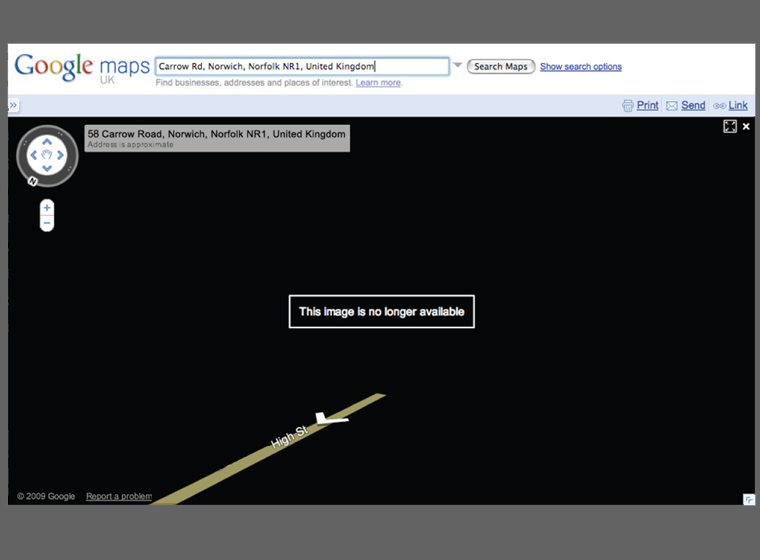 Google maps
UK
Carrow Rd, Norwich, Norfolk NR1, United Kingdom
Search Maps
Show search options
Find businesses, addresses and places of interest. Learn more.
»
Print
Send
Link
58 Carrow Road, Norwich, Norfolk NR1, United Kingdom
Address is approximate
N
This image is no longer available
High St
© 2009 Google
Report a problem